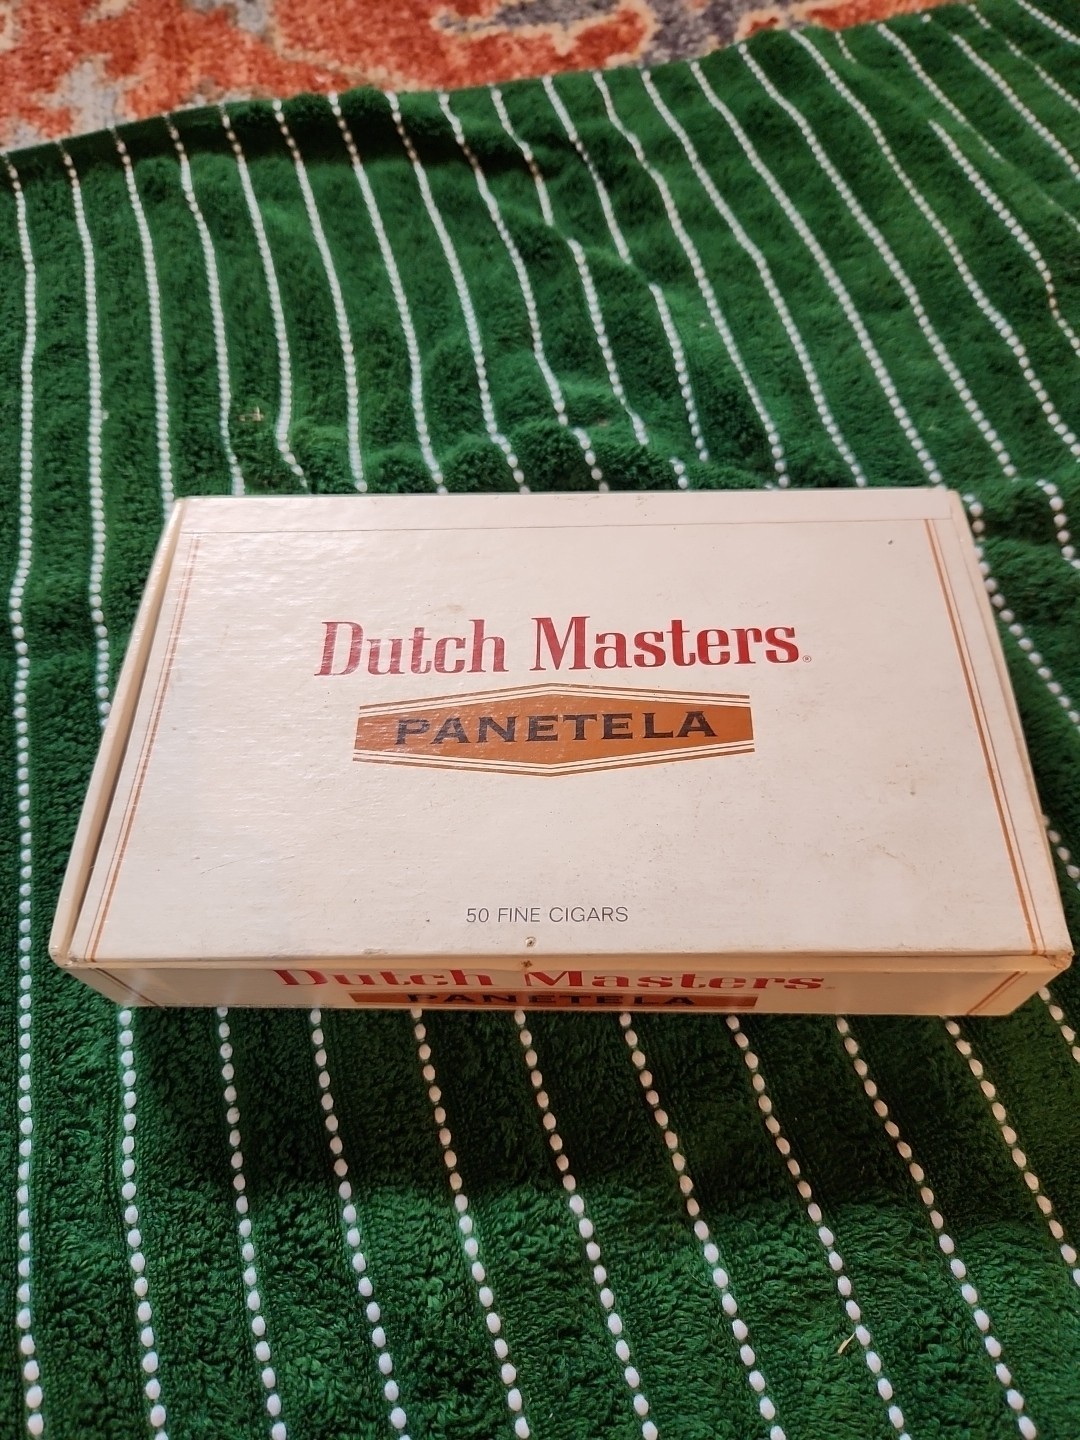 Dutch Masters®
PANETELA
50 FINE CIGARS
Dutch Masters®
PANETELA